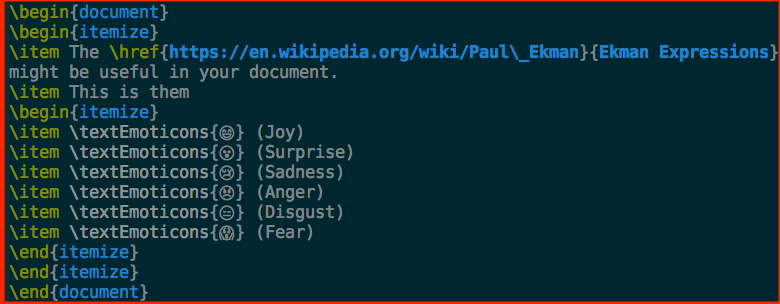 \begin{document}
\begin{itemize}
\item The \href{https://en.wikipedia.org/wiki/Paul\_Ekman}{Ekman Expressions}
might be useful in your document.
\item This is them
\begin{itemize}
\item \textEmoticons{😄} (Joy)
\item \textEmoticons{😲} (Surprise)
\item \textEmoticons{😢} (Sadness)
\item \textEmoticons{😠} (Anger)
\item \textEmoticons{😑} (Disgust)
\item \textEmoticons{😱} (Fear)
\end{itemize}
\end{itemize}
\end{document}